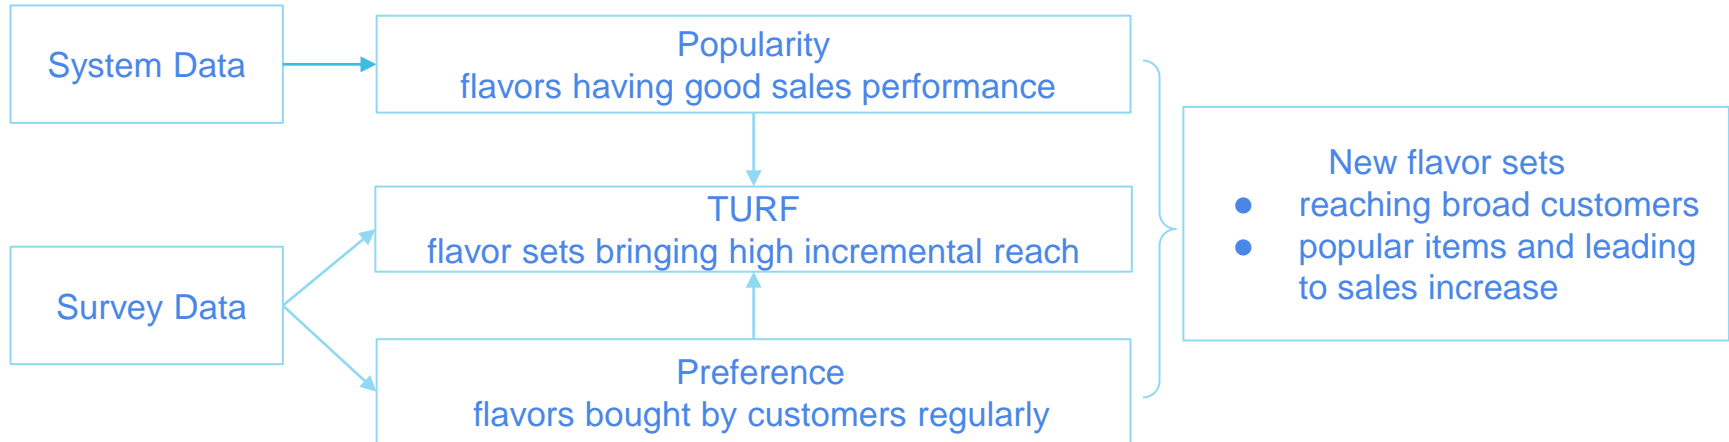 System Data
Popularity
flavors having good sales performance
TURF
flavor sets bringing high incremental reach
Survey Data
Preference
flavors bought by customers regularly
New flavor sets
● reaching broad customers
● popular items and leading
to sales increase